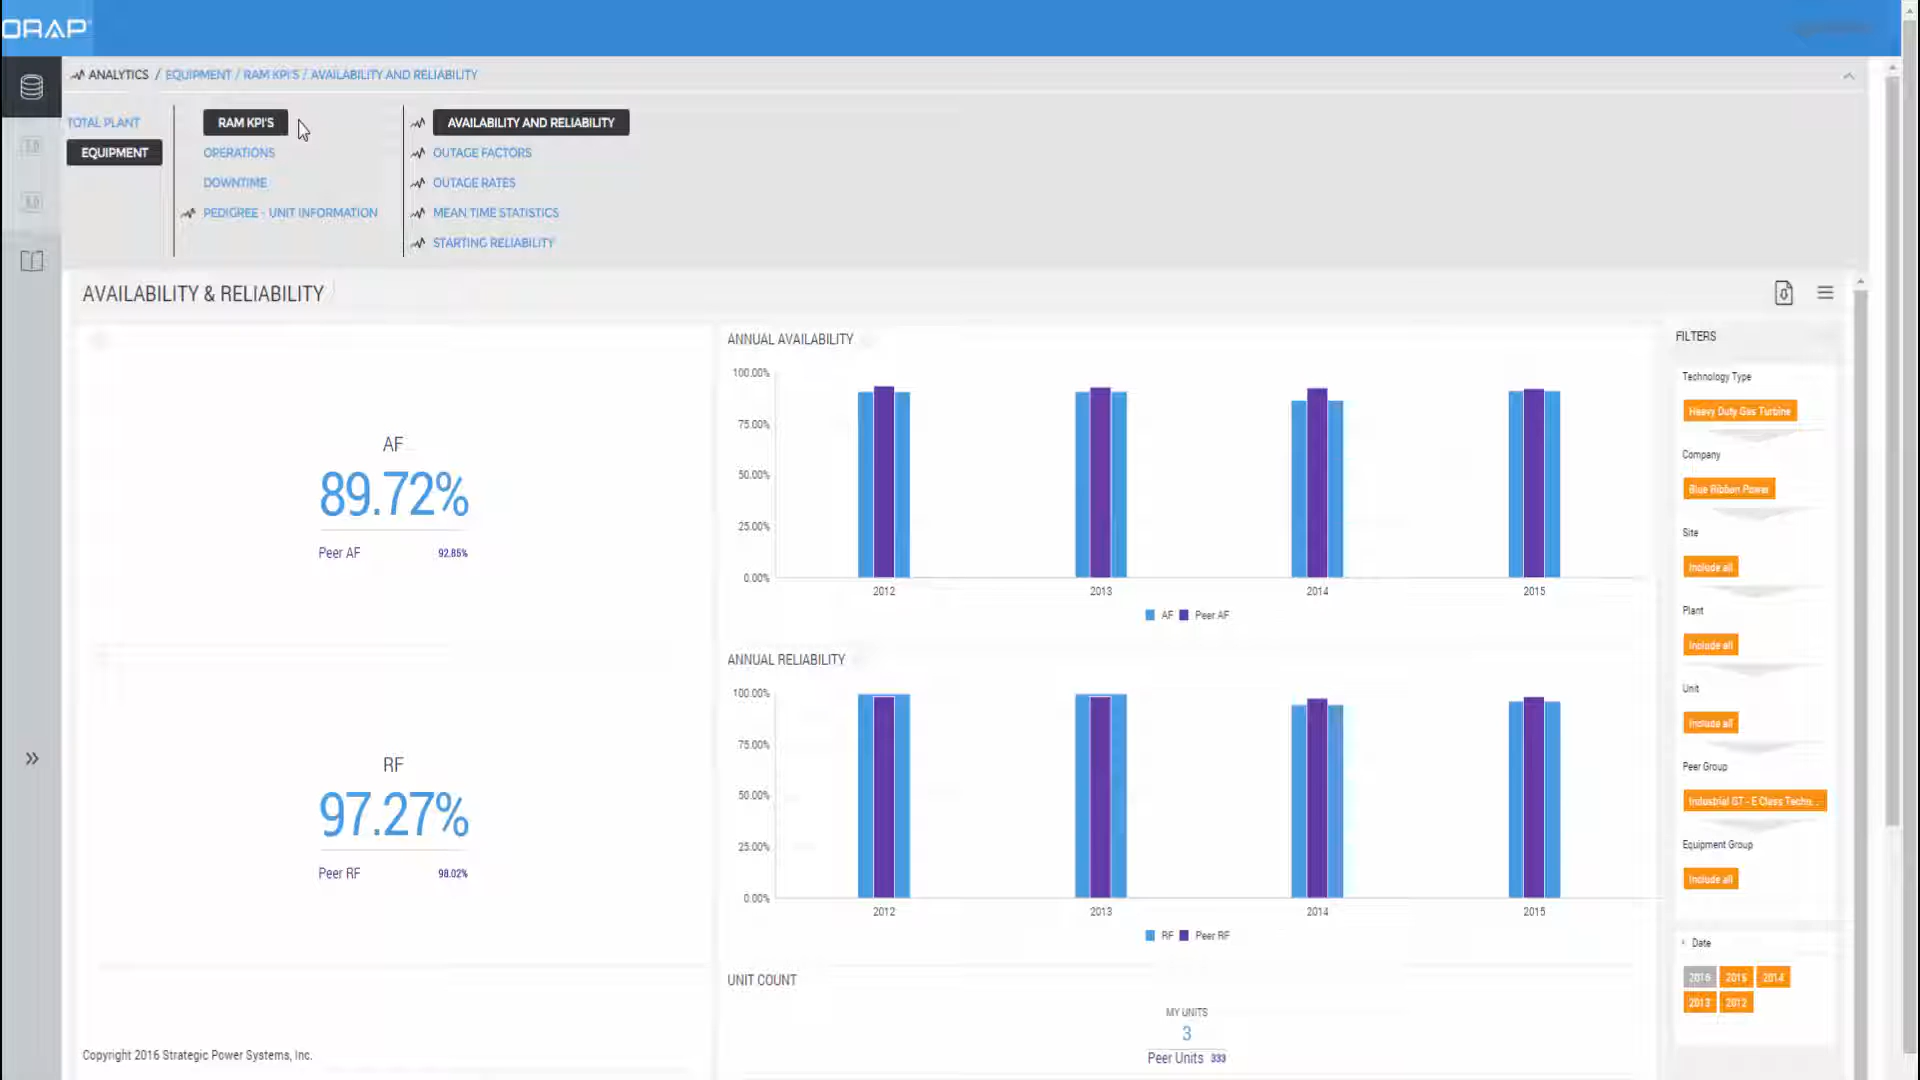 ORAP
ANALYTICS / EQUIPMENT / RAM KPI'S / AVAILABILITY AND RELIABILITY
TOTAL PLANT
EQUIPMENT
RAM KPI'S
OPERATIONS
DOWNTIME
PEDIGREE - UNIT INFORMATION
AVAILABILITY AND RELIABILITY
OUTAGE FACTORS
OUTAGE RATES
MEAN TIME STATISTICS
STARTING RELIABILITY
AVAILABILITY & RELIABILITY
AF
89.72%
Peer AF 92.85%
RF
97.27%
Peer RF 98.02%
ANNUAL AVAILABILITY
100.00%
75.00%
50.00%
25.00%
0.00%
2012 2013 2014 2015
AF Peer AF
ANNUAL RELIABILITY
100.00%
75.00%
50.00%
25.00%
0.00%
2012 2013 2014 2015
RF Peer RF
UNIT COUNT
MY UNITS
3
Peer Units 333
FILTERS
Technology Type
Heavy Duty Gas Turbine
Company
Blue Ribbon Power
Site
Include all
Plant
Include all
Unit
Include all
Peer Group
Industrial GT - E Class Techn...
Equipment Group
Include all
Date
2016 2015 2014
2013 2012
Copyright 2016 Strategic Power Systems, Inc.